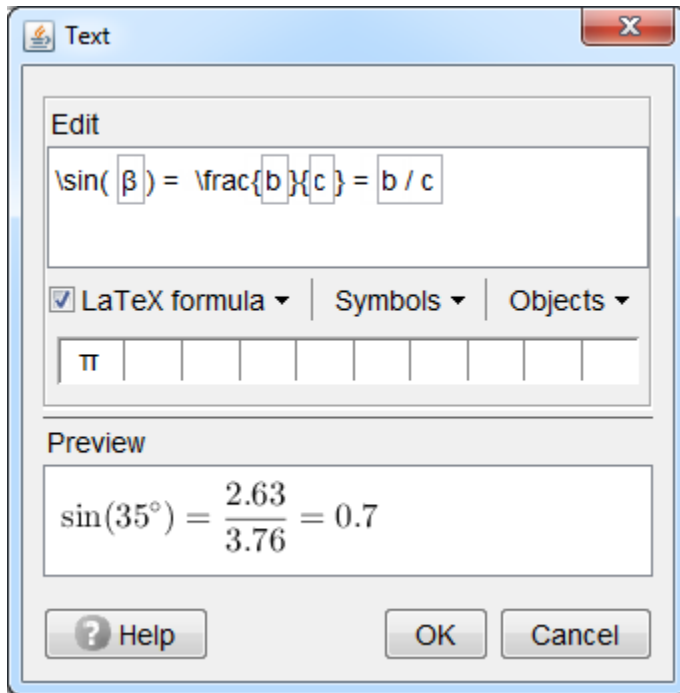 Text
Edit
\sin( β ) = \frac{ b }{ c } = b / c
LaTeX formula Symbols Objects
π
Preview
sin(35°) = 2.63/3.76 = 0.7
? Help OK Cancel